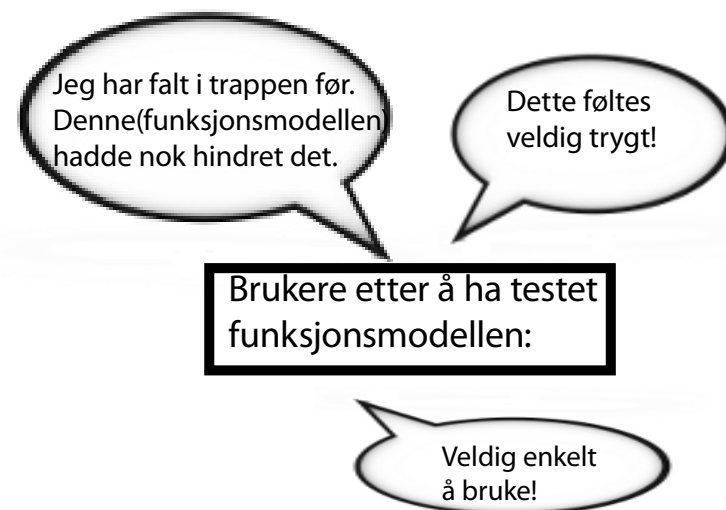 Jeg har falt i trappen før.
Denne(funksjonsmodellen)
hadde nok hindret det.
Dette føltes
veldig trygt!
Brukere etter å ha testet
funksjonsmodellen:
Veldig enkelt
å bruke!